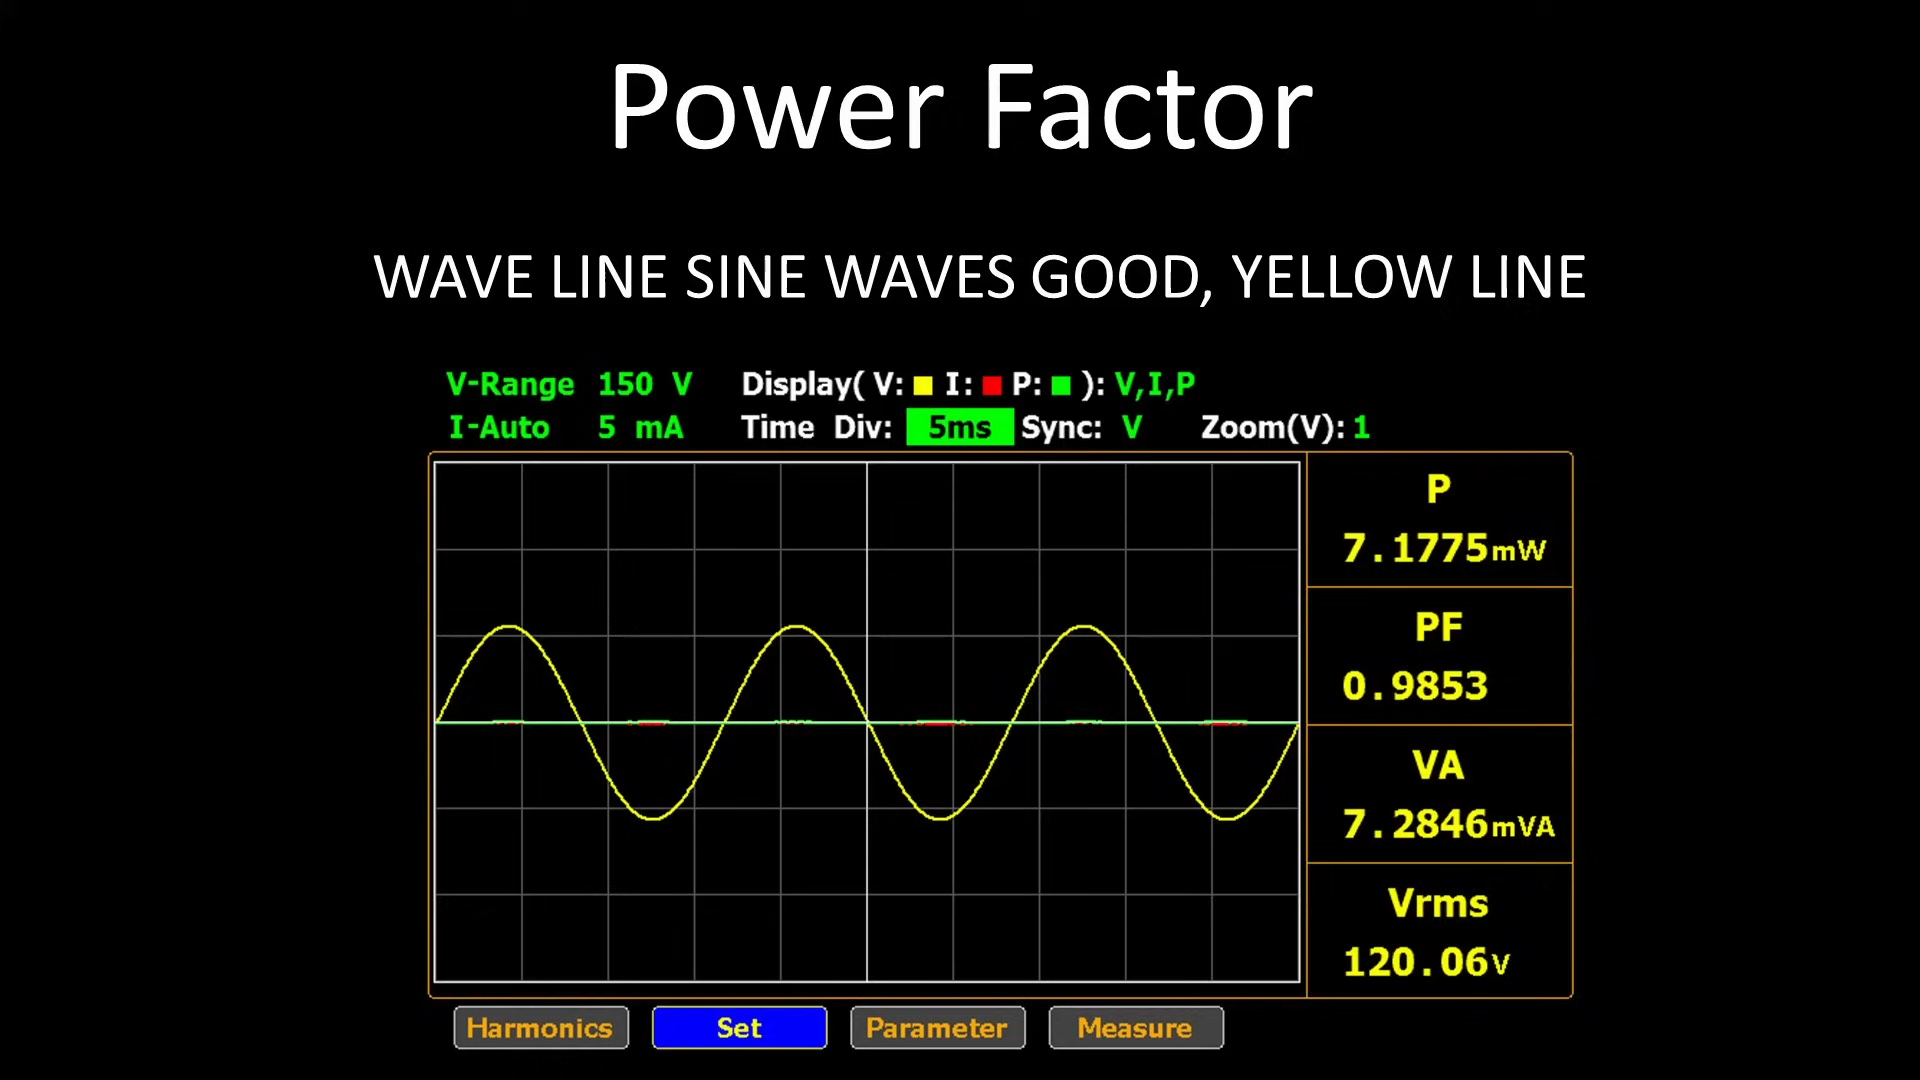 Power Factor
WAVE LINE SINE WAVES GOOD, YELLOW LINE
V-Range 150 V Display( V: I: P: ): V,I,P
I-Auto 5 mA Time Div: 5ms Sync: V Zoom(V): 1
P
7.1775mW
PF
0.9853
VA
7.2846mVA
Vrms
120.06V
Harmonics Set Parameter Measure